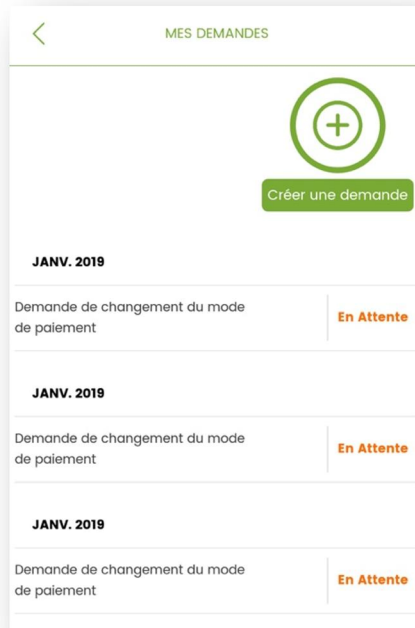 MES DEMANDES
Créer une demande
JANV. 2019
Demande de changement du mode
de paiement
En Attente
JANV. 2019
Demande de changement du mode
de paiement
En Attente
JANV. 2019
Demande de changement du mode
de paiement
En Attente